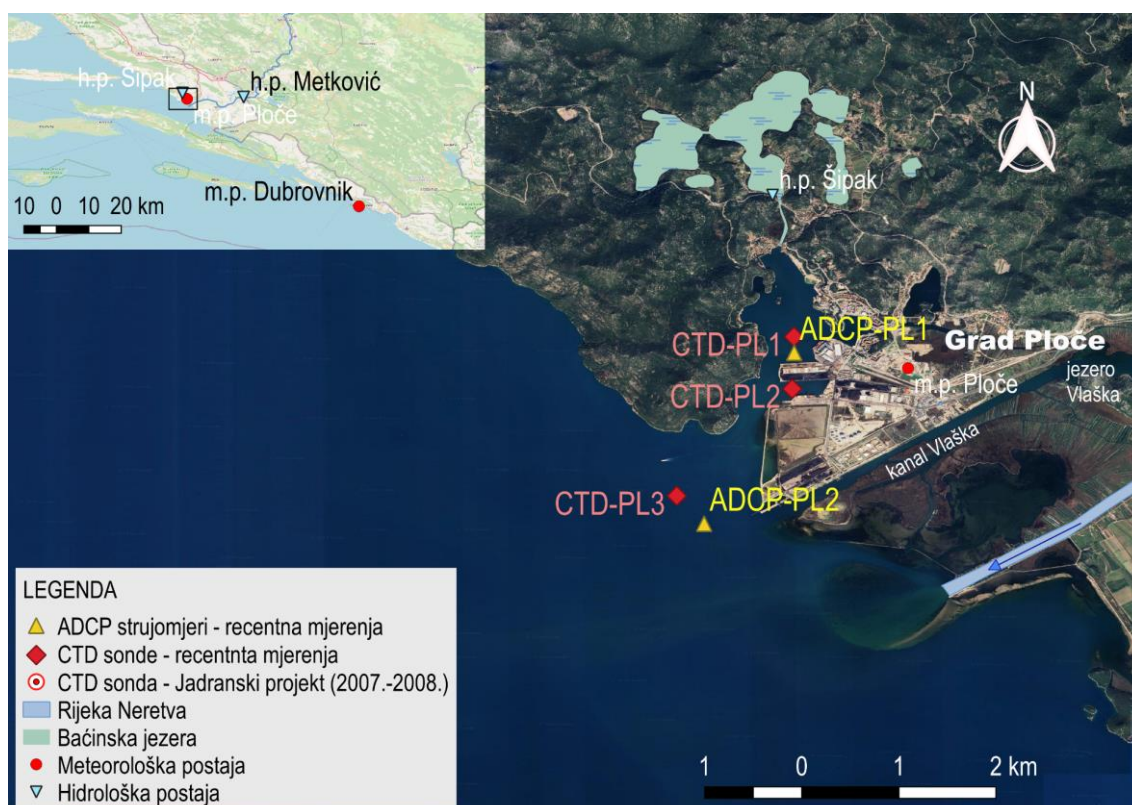 h.p. Šipak
h.p. Metković
m.p. Ploče
m.p. Dubrovnik
10 0 10 20 km
N
h.p. Šipak
ADCP-PL1
CTD-PL1
Grad Ploče
m.p. Ploče
jezero
Vlaška
CTD-PL2
kanal Vlaška
CTD-PL3
ADCP-PL2
LEGENDA
ADCP strujomjeri - recentna mjerenja
CTD sonde - recentnta mjerenja
CTD sonda - Jadranski projekt (2007.-2008.)
Rijeka Neretva
Baćinska jezera
Meteorološka postaja
Hidrološka postaja
1 0 1 2 km